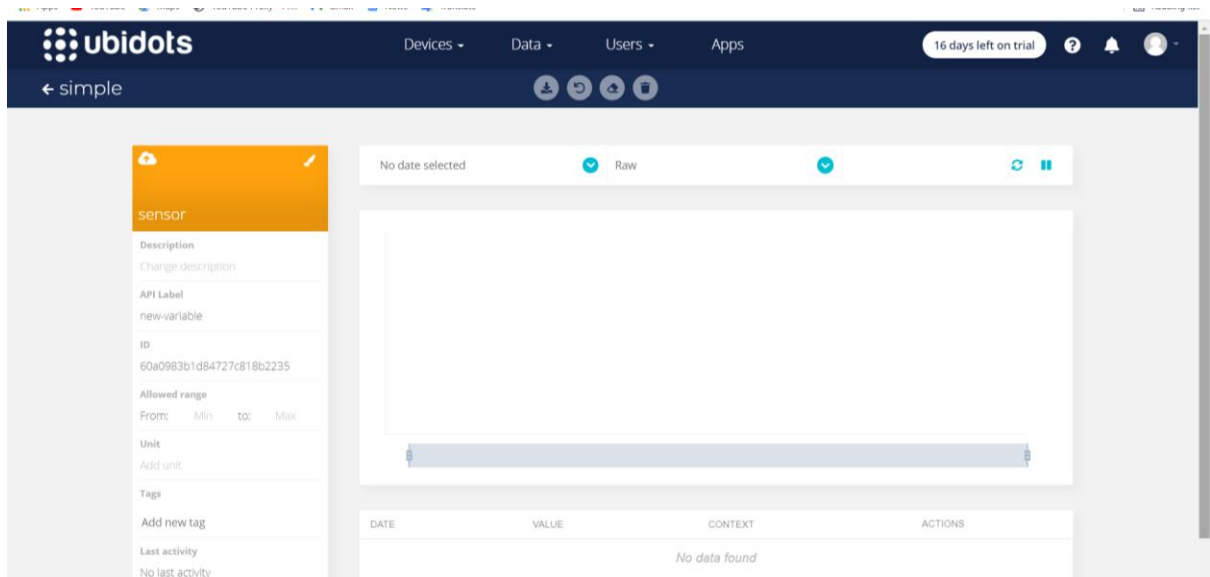 ubidots
Devices
Data
Users
Apps
16 days left on trial
simple
sensor
Description
Change description
API Label
new-variable
ID
60a0983b1d84727c818b2235
Allowed range
From: Min to: Max
Unit
Add unit
Tags
Add new tag
Last activity
No last activity
No date selected
Raw
DATE VALUE CONTEXT ACTIONS
No data found